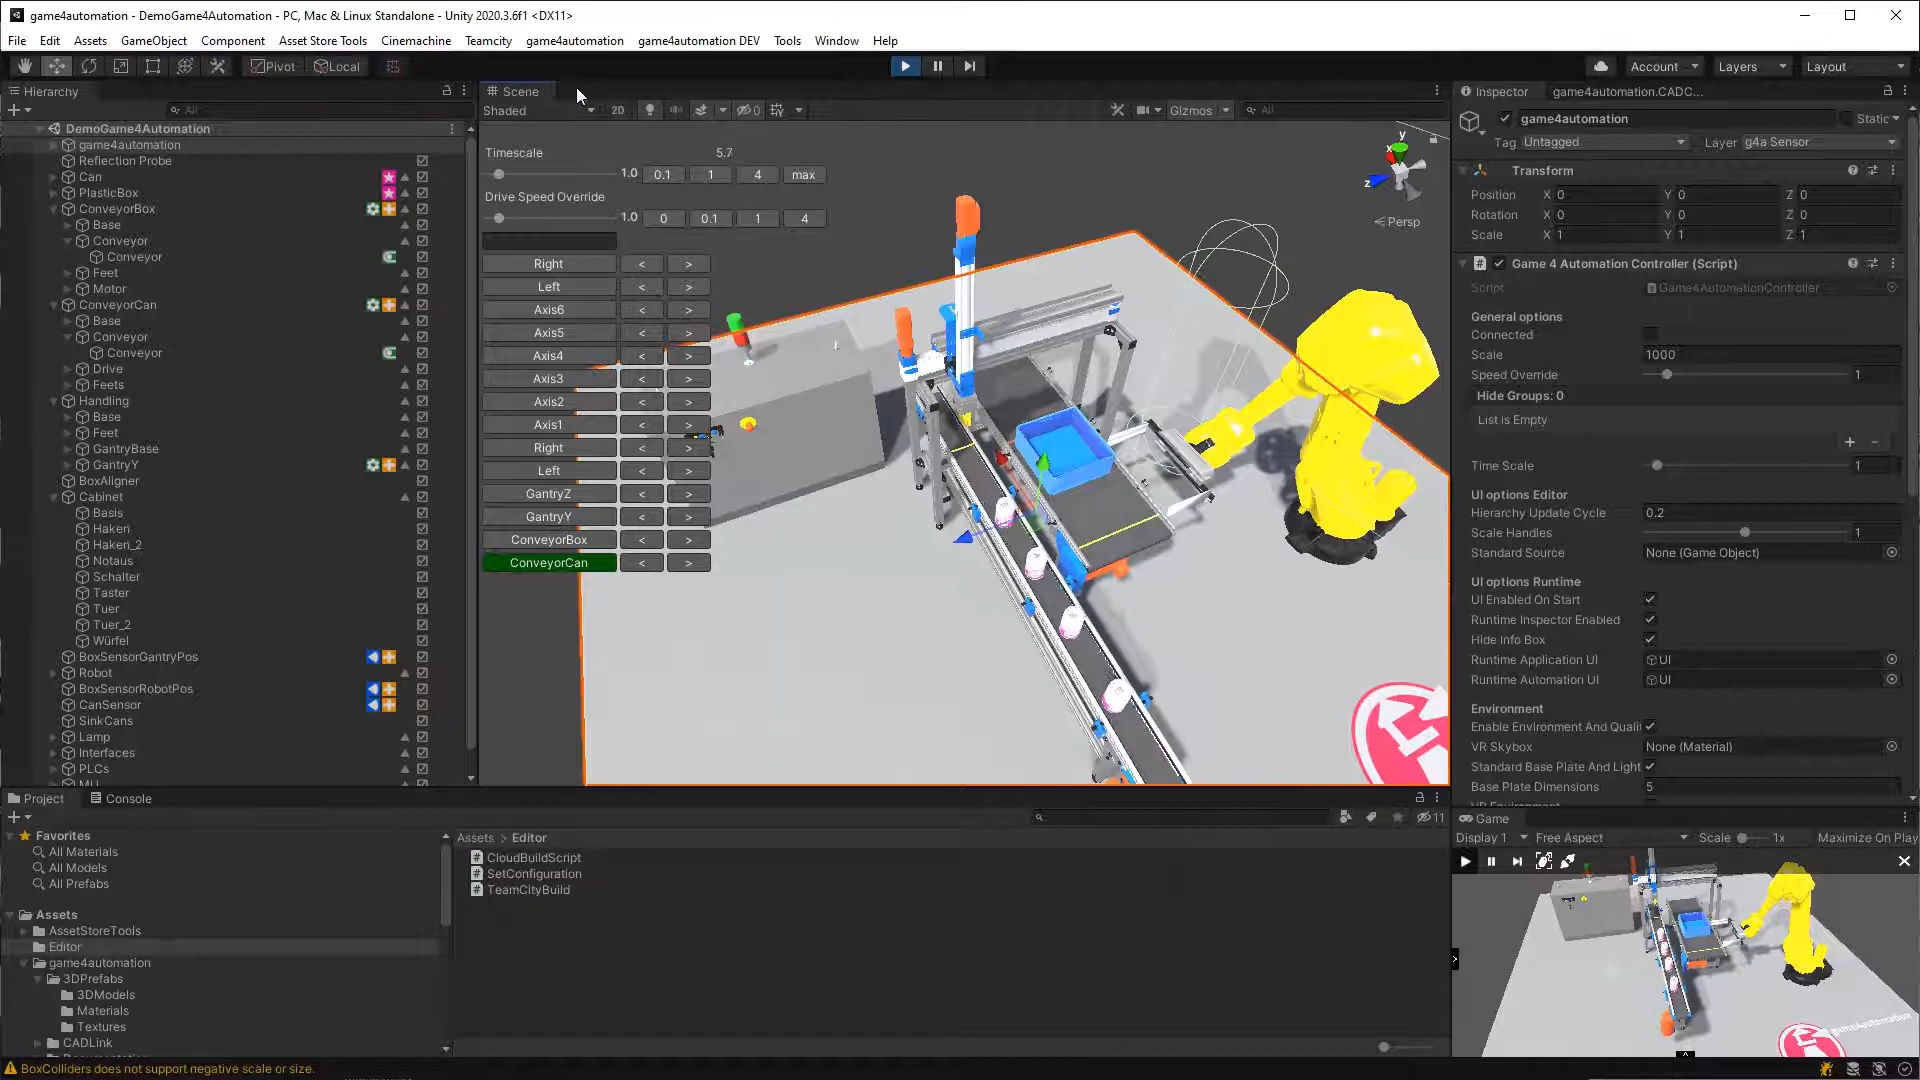 game4automation - DemoGame4Automation - PC, Mac & Linux Standalone - Unity 2020.3.6f1 <DX11>
File Edit Assets GameObject Component Asset Store Tools Cinemachine Teamcity game4automation game4automation DEV Tools Window Help
Pivot Local Account Layers Layout
Hierarchy
All
DemoGame4Automation
game4automation
Reflection Probe
Can
PlasticBox
ConveyorBox
Base
Conveyor
Conveyor
Feet
Motor
ConveyorCan
Base
Conveyor
Conveyor
Drive
Feets
Handling
Base
Feet
GantryBase
GantryY
BoxAligner
Cabinet
Basis
Haken
Haken_2
Notaus
Schalter
Taster
Tuer
Tuer_2
Würfel
BoxSensorGantryPos
Robot
BoxSensorRobotPos
CanSensor
SinkCans
Lamp
Interfaces
PLCs
Scene
Shaded 2D 0 Gizmos All
Timescale 5.7
1.0 0.1 1 4 max
Drive Speed Override
1.0 0 0.1 1 4
Right < >
Left < >
Axis6 < >
Axis5 < >
Axis4 < >
Axis3 < >
Axis2 < >
Axis1 < >
Right < >
Left < >
GantryZ < >
GantryY < >
ConveyorBox < >
ConveyorCan < >
y
x
z
Persp
Inspector game4automation.CADC...
game4automation Static
Tag Untagged Layer g4a Sensor
Transform
Position X 0 Y 0 Z 0
Rotation X 0 Y 0 Z 0
Scale X 1 Y 1 Z 1
Game 4 Automation Controller (Script)
Script Game4AutomationController
General options
Connected
Scale 1000
Speed Override 1
Hide Groups: 0
List is Empty
Time Scale 1
UI options Editor
Hierarchy Update Cycle 0.2
Scale Handles 1
Standard Source None (Game Object)
UI options Runtime
UI Enabled On Start
Runtime Inspector Enabled
Hide Info Box
Runtime Application UI UI
Runtime Automation UI UI
Environment
Enable Environment And Quali
VR Skybox None (Material)
Standard Base Plate And Light
Base Plate Dimensions 5
Project Console
11
Favorites
All Materials
All Models
All Prefabs
Assets
AssetStoreTools
Editor
game4automation
3DPrefabs
3DModels
Materials
Textures
CADLink
Assets > Editor
CloudBuildScript
SetConfiguration
TeamCityBuild
Game
Display 1 Free Aspect Scale 1x Maximize On Play
game4automation
BoxColliders does not support negative scale or size.